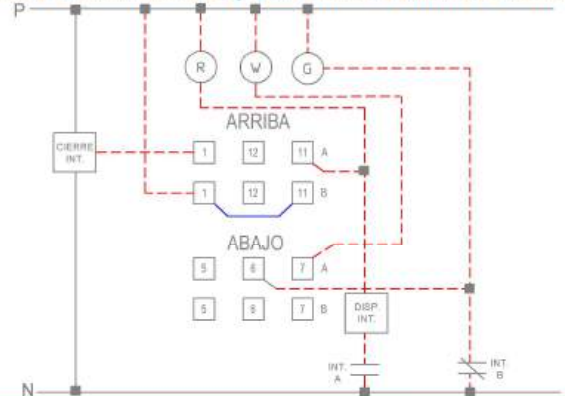 P
R W G
ARRIBA
CIERRE
INT.
1 12 11 A
1 12 11 B
ABAJO
5 6 7 A
5 6 7 B
DISP.
INT.
INT.
A
INT.
B
N